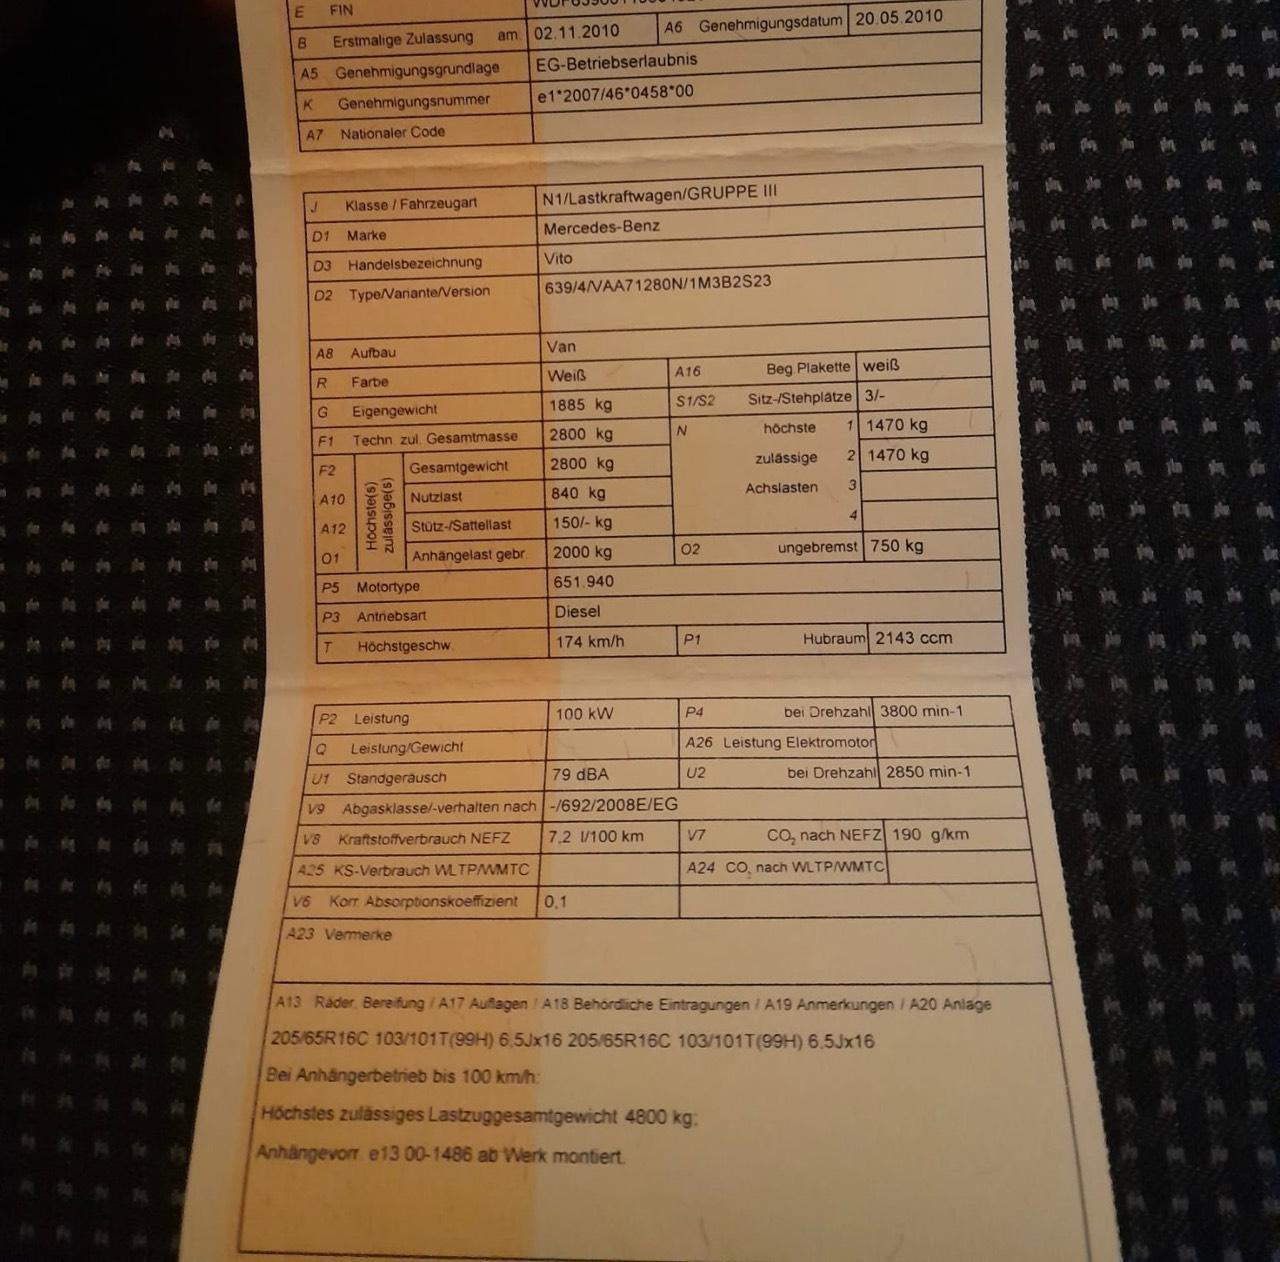 E FIN
B Erstmalige Zulassung am 02.11.2010 A6 Genehmigungsdatum 20.05.2010
A5 Genehmigungsgrundlage EG-Betriebserlaubnis
K Genehmigungsnummer e1*2007/46*0458*00
A7 Nationaler Code
J Klasse / Fahrzeugart N1/Lastkraftwagen/GRUPPE III
D1 Marke Mercedes-Benz
D3 Handelsbezeichnung Vito
D2 Type/Variante/Version 639/4/VAA71280N/1M3B2S23
A8 Aufbau Van
R Farbe Weiß A16 Beg.Plakette weiß
G Eigengewicht 1885 kg S1/S2 Sitz-/Stehplätze 3/-
F1 Techn. zul. Gesamtmasse 2800 kg N höchste 1 1470 kg
F2 Höchste(s) zulässige(s) Gesamtgewicht 2800 kg zulässige 2 1470 kg
A10 Nutzlast 840 kg Achslasten 3
A12 Stütz-/Sattellast 150/- kg 4
O1 Anhängelast gebr. 2000 kg O2 ungebremst 750 kg
P5 Motortype 651.940
P3 Antriebsart Diesel
T Höchstgeschw. 174 km/h P1 Hubraum 2143 ccm
P2 Leistung 100 kW P4 bei Drehzahl 3800 min-1
Q Leistung/Gewicht A26 Leistung Elektromotor
U1 Standgeräusch 79 dBA U2 bei Drehzahl 2850 min-1
V9 Abgasklasse/-verhalten nach -/692/2008E/EG
V8 Kraftstoffverbrauch NEFZ 7,2 l/100 km V7 CO2 nach NEFZ 190 g/km
A25 KS-Verbrauch WLTP/WMTC A24 CO2 nach WLTP/WMTC
V6 Korr. Absorptionskoeffizient 0,1
A23 Vermerke
A13 Räder, Bereifung / A17 Auflagen / A18 Behördliche Eintragungen / A19 Anmerkungen / A20 Anlage
205/65R16C 103/101T(99H) 6,5Jx16 205/65R16C 103/101T(99H) 6,5Jx16
Bei Anhängerbetrieb bis 100 km/h:
Höchstes zulässiges Lastzuggesamtgewicht 4800 kg;
Anhängevorr. e13 00-1486 ab Werk montiert.